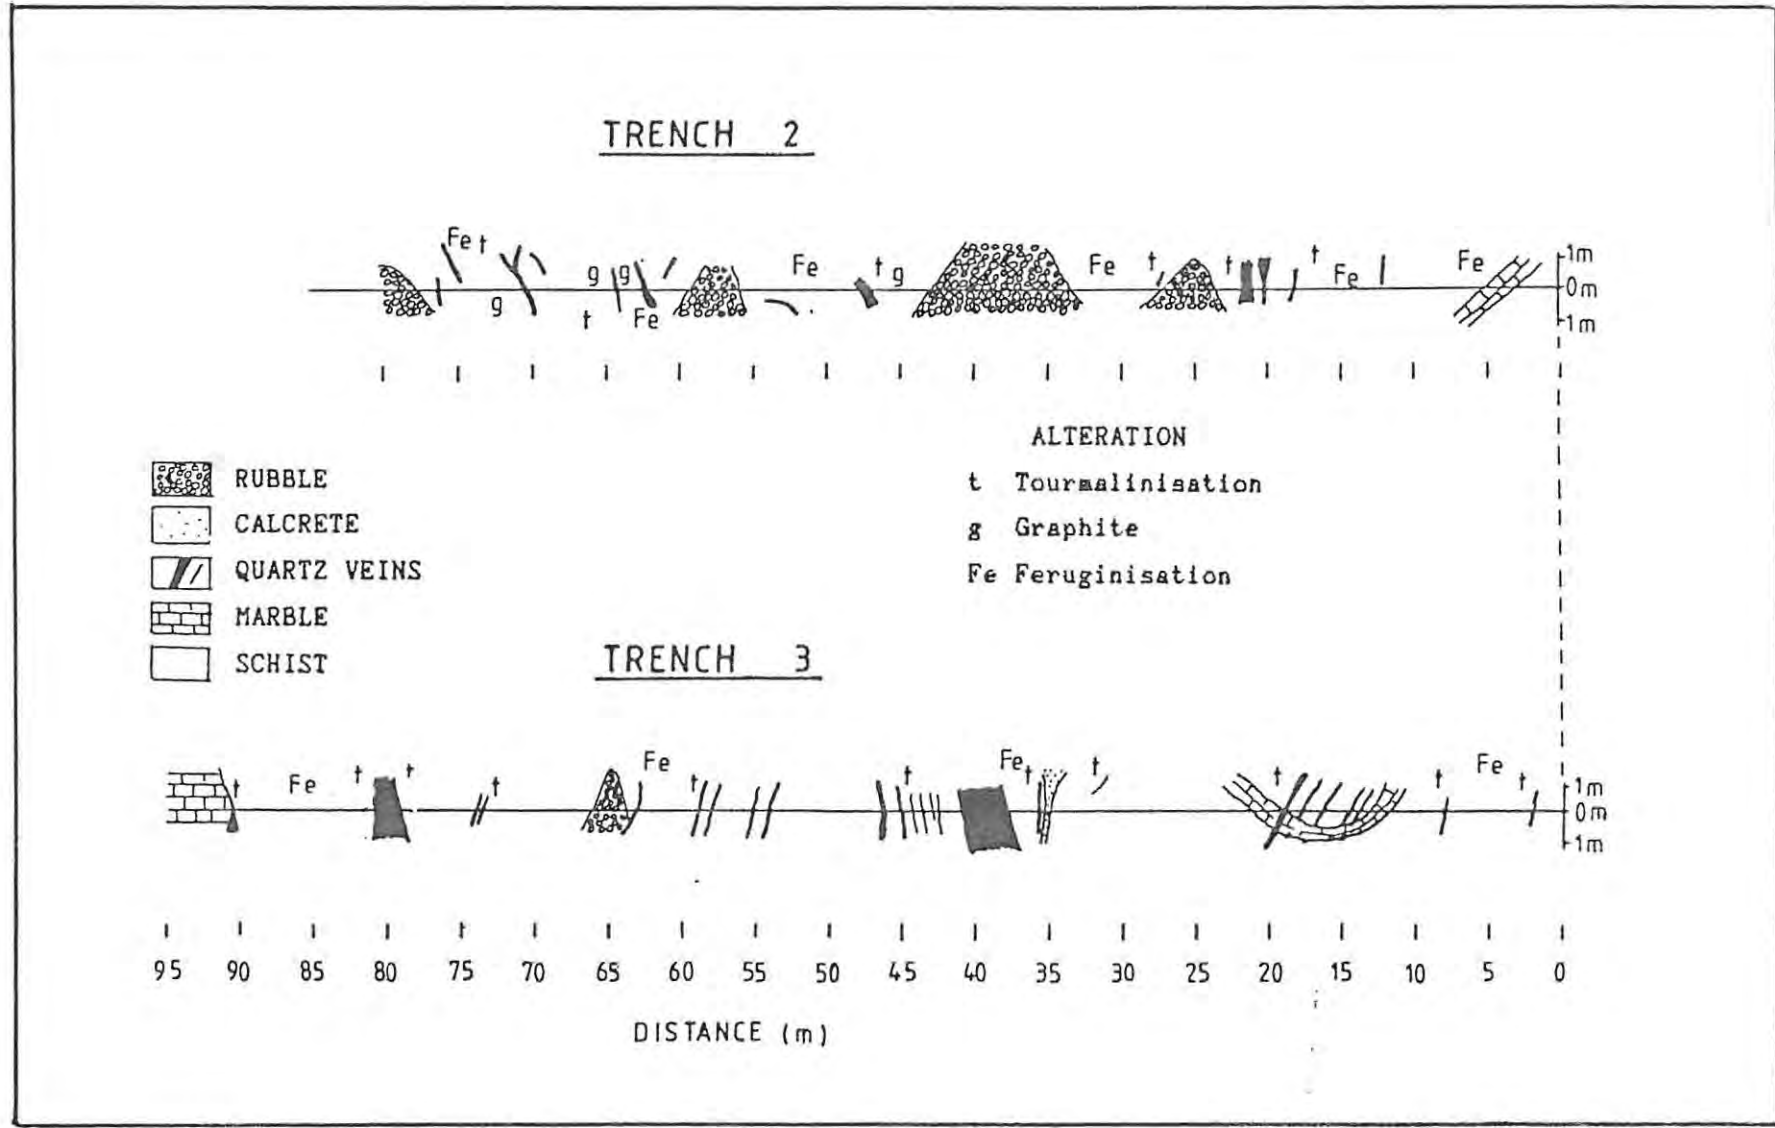 TRENCH 2
Fe t g g g t Fe Fe t g Fe t t t Fe Fe
1m
0m
1m
RUBBLE
CALCRETE
QUARTZ VEINS
MARBLE
SCHIST
ALTERATION
t Tourmalinisation
g Graphite
Fe Feruginisation
TRENCH 3
t Fe t t t Fe t t Fe t t t t Fe t
1m
0m
1m
95 90 85 80 75 70 65 60 55 50 45 40 35 30 25 20 15 10 5 0
DISTANCE (m)